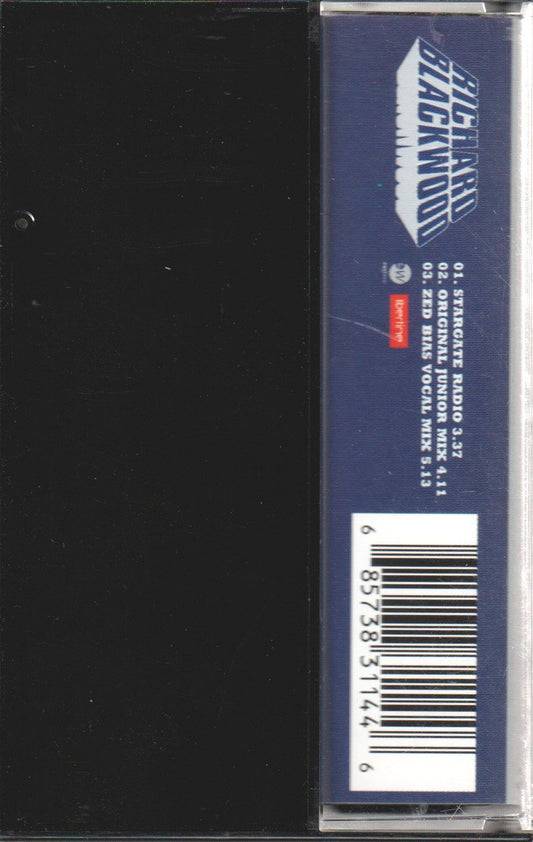 RICHARD
BLACKWOOD
01. STARGATE RADIO 3.37
02. ORIGINAL JUNIOR MIX 4.11
03. ZED BIAS VOCAL MIX 5.13
libertine
6 85738 31144 6